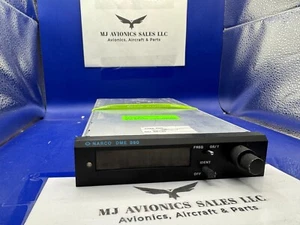 MJ AVIONICS SALES LLC.
Avionics, Aircraft & Parts
NARCO DME 890
FREQ
GS/T
IDENT
MJ AVIONICS SALES LLC.
Avionics, Aircraft & Parts